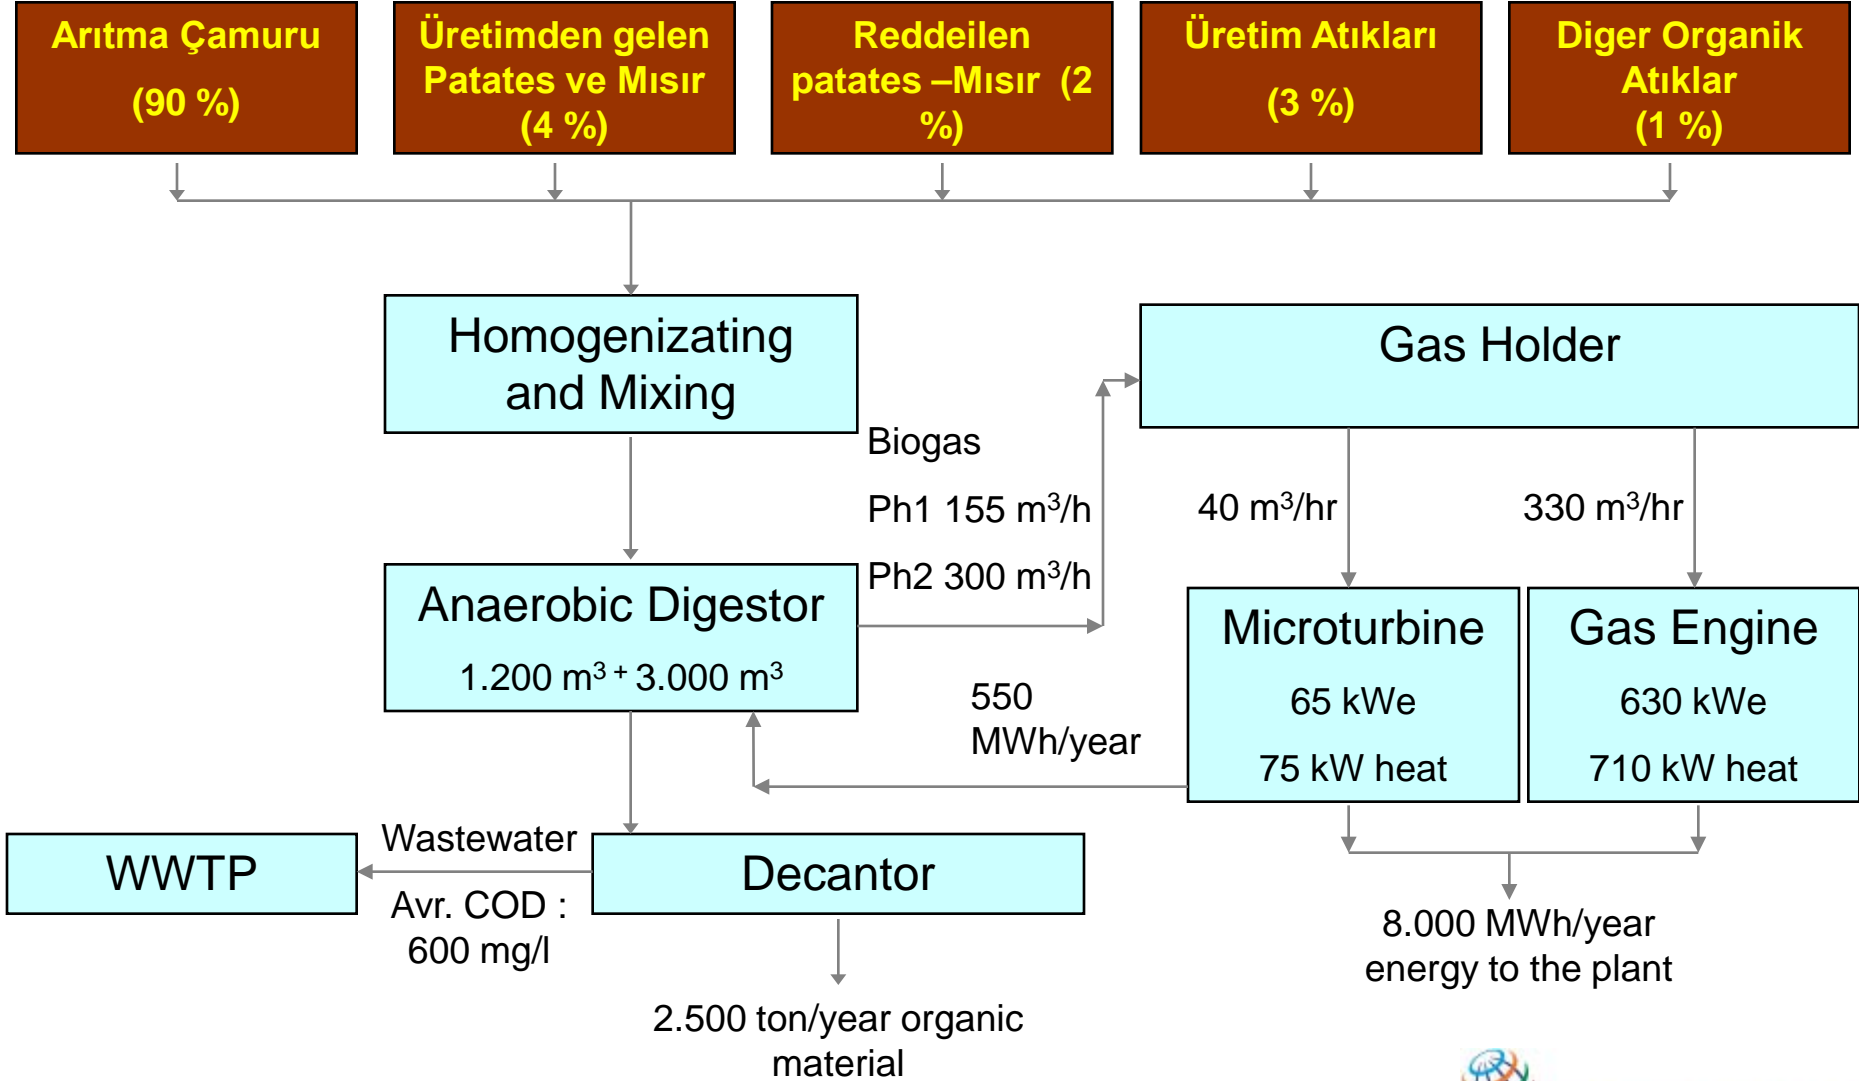 Arıtma Çamuru
(90 %)
Üretimden gelen
Patates ve Mısır
(4 %)
Reddeilen
patates –Mısır (2
%)
Üretim Atıkları
(3 %)
Diger Organik
Atıklar
(1 %)
Homogenizating
and Mixing
Gas Holder
Biogas
Ph1 155 m³/h
Ph2 300 m³/h
40 m³/hr
330 m³/hr
Anaerobic Digestor
1.200 m³ ⁺ 3.000 m³
Microturbine
65 kWe
75 kW heat
Gas Engine
630 kWe
710 kW heat
550
MWh/year
WWTP
Wastewater
Avr. COD :
600 mg/l
Decantor
8.000 MWh/year
energy to the plant
2.500 ton/year organic
material